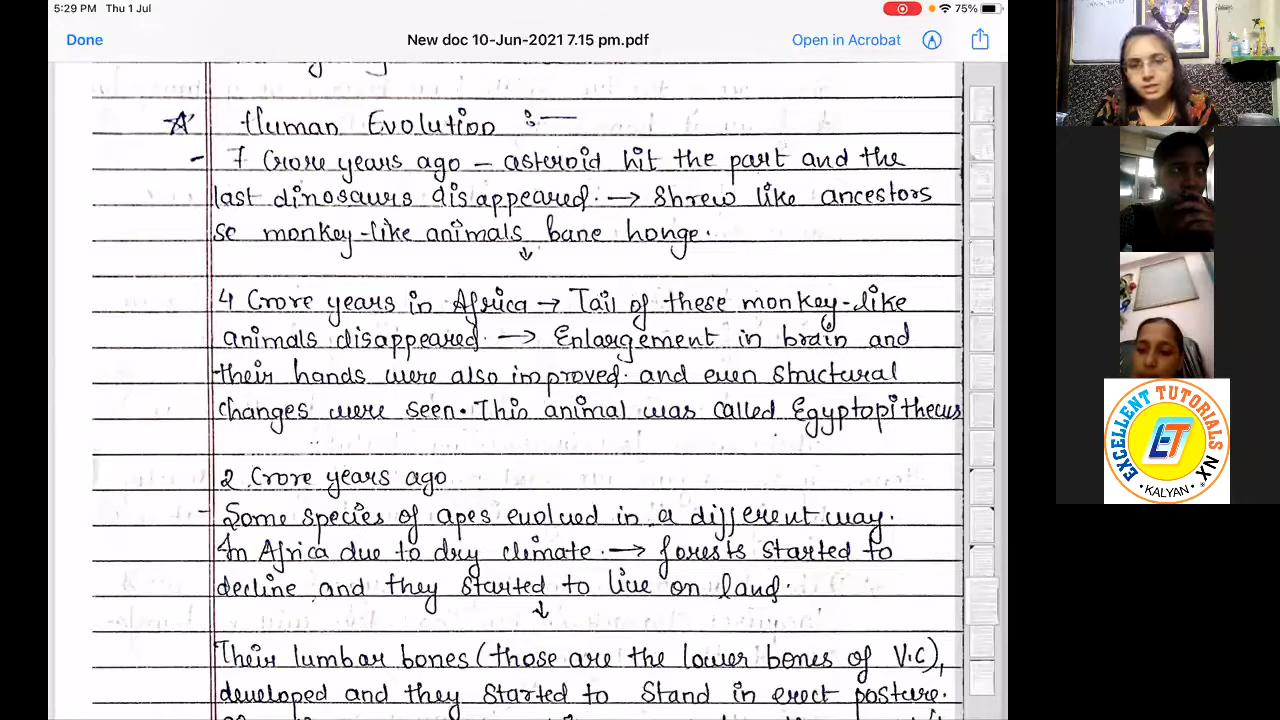 5:29 PM Thu 1 Jul
75%
Done
New doc 10-Jun-2021 7.15 pm.pdf
Open in Acrobat
Human Evolution :—
- 7 Crore years ago – asteroid hit the part and the
last dinosaurs disappeared. → Shrew like ancestors
se monkey-like animals bane honge.
↓
4 Crore years in Africa → Tail of these monkey-like
animals disappeared. → Enlargement in brain and
their hands were also improved. and even structural
changes were seen. This animal was called Egyptopithecus
2 Crore years ago
- Some species of apes evolved in a different way.
In Africa due to dry climate. → forests started to
decline and they started to live on land.
↓
Their lumbar bones (those are the lower bones of V.C),
developed and they started to stand in erect posture.
EXCELLENT TUTORIALS NX
ET
· KALYAN ·